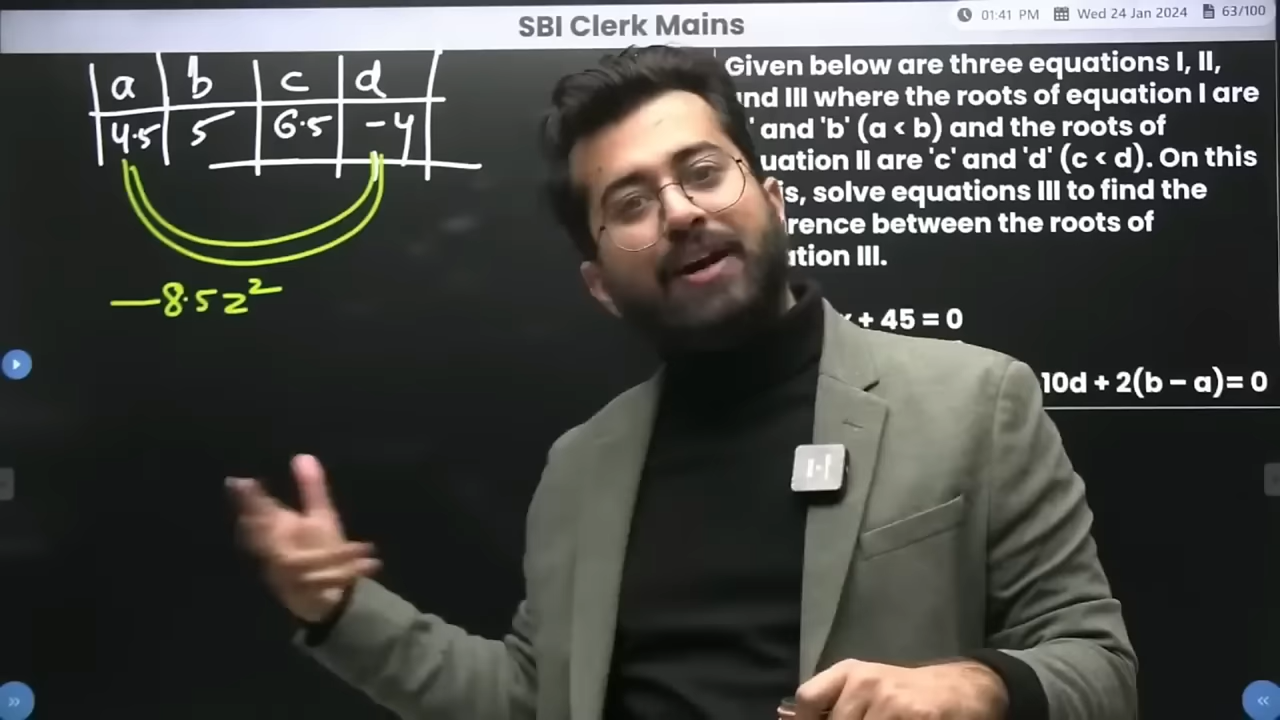 SBI Clerk Mains
01:41 PM Wed 24 Jan 2024 63/100
a b c d
4.5 5 6.5 -4
-8.5z²
Given below are three equations I, II,
and III where the roots of equation I are
' and 'b' (a < b) and the roots of
uation II are 'c' and 'd' (c < d). On this
s, solve equations III to find the
rence between the roots of
ation III.
+ 45 = 0
10d + 2(b – a)= 0